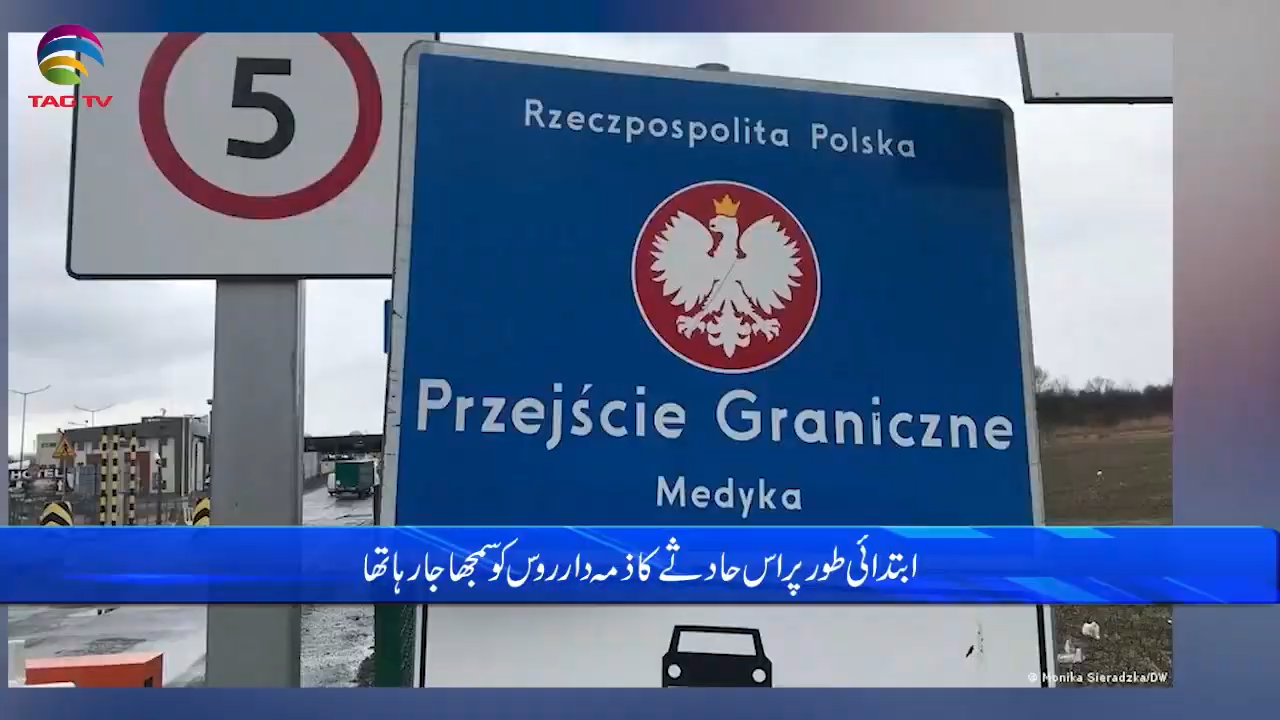 TAG TV
5
Rzeczpospolita Polska
Przejście Graniczne
Medyka
HOTEL
ابتدائی طور پر اس حادثے کا ذمہ دار روس کو سمجھا جا رہا تھا
© Monika Sieradzka/DW